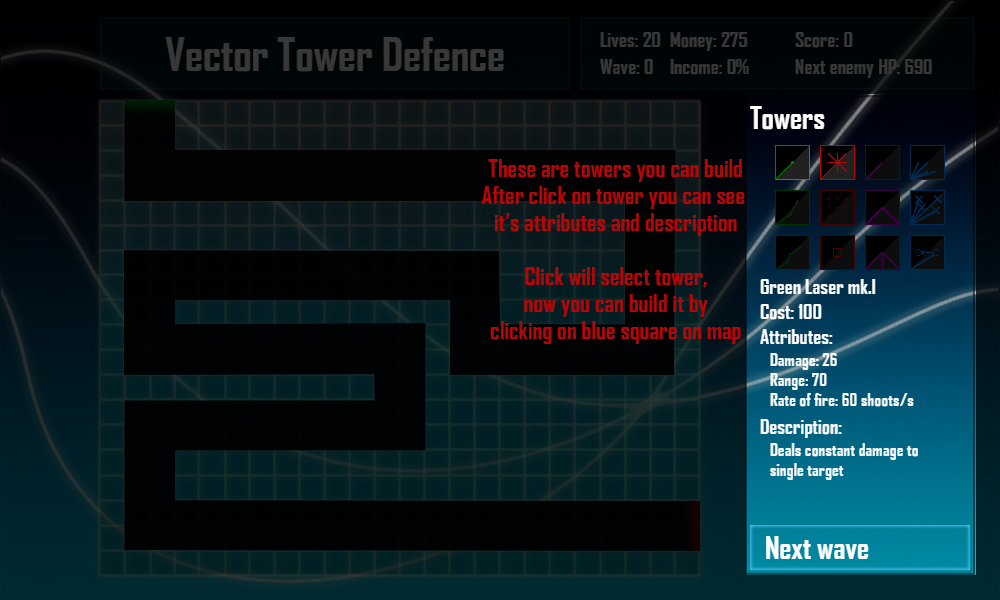 Vector Tower Defence
Lives: 20 Money: 275 Score: 0
Wave: 0 Income: 0% Next enemy HP: 690
Towers
These are towers you can build
After click on tower you can see
it's attributes and description
Click will select tower,
now you can build it by
clicking on blue square on map
Green Laser mk.I
Cost: 100
Attributes:
Damage: 26
Range: 70
Rate of fire: 60 shoots/s
Description:
Deals constant damage to
single target
Next wave